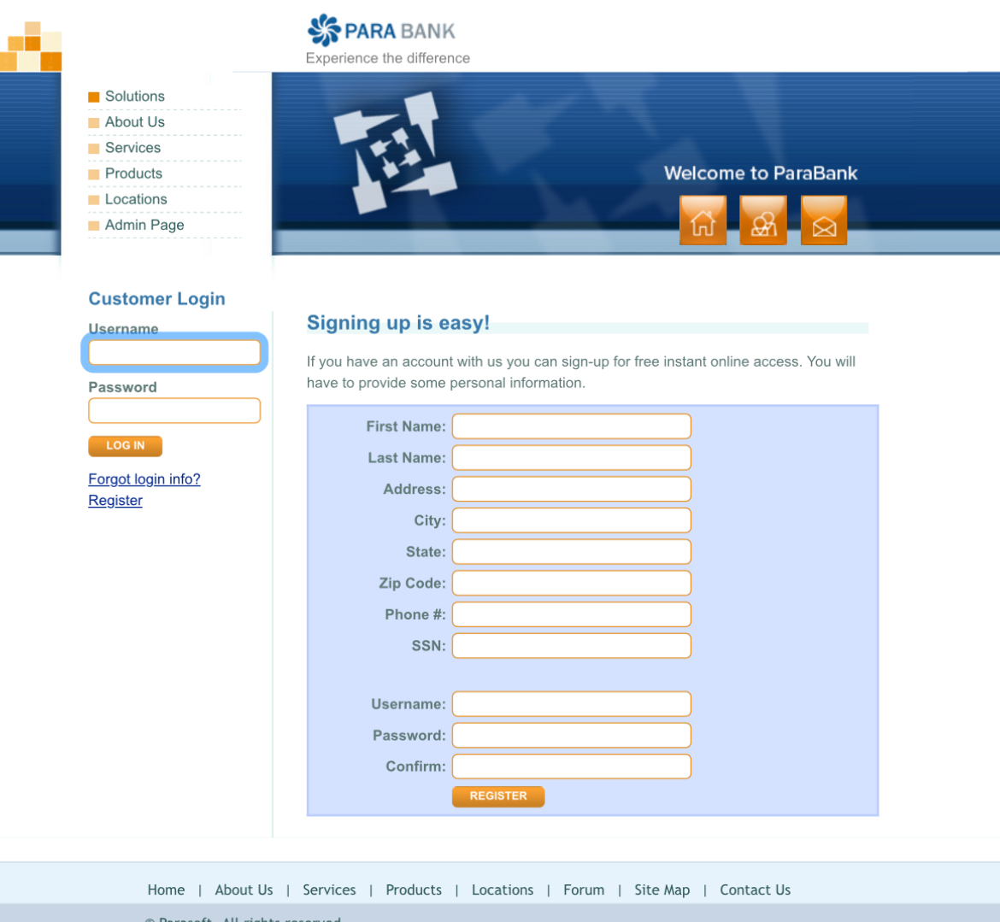 PARA BANK
Experience the difference
Solutions
About Us
Services
Products
Locations
Admin Page
Welcome to ParaBank
Customer Login
Username
Password
LOG IN
Forgot login info?
Register
Signing up is easy!
If you have an account with us you can sign-up for free instant online access. You will
have to provide some personal information.
First Name:
Last Name:
Address:
City:
State:
Zip Code:
Phone #:
SSN:
Username:
Password:
Confirm:
REGISTER
Home | About Us | Services | Products | Locations | Forum | Site Map | Contact Us
© Parasoft. All rights reserved.